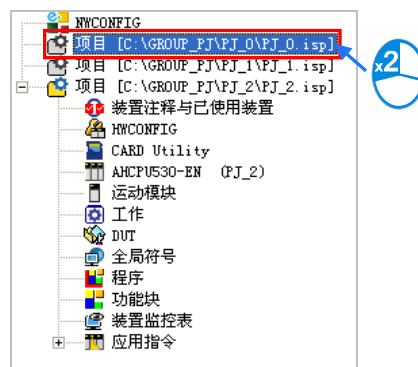 NWCONFIG
项目 [C:\GROUP_PJ\PJ_0\PJ_0.isp]
项目 [C:\GROUP_PJ\PJ_1\PJ_1.isp]
项目 [C:\GROUP_PJ\PJ_2\PJ_2.isp]
装置注释与已使用装置
HWCONFIG
CARD Utility
AHCPU530-EN (PJ_2)
运动模块
工作
DUT
全局符号
程序
功能块
装置监控表
应用指令
x2